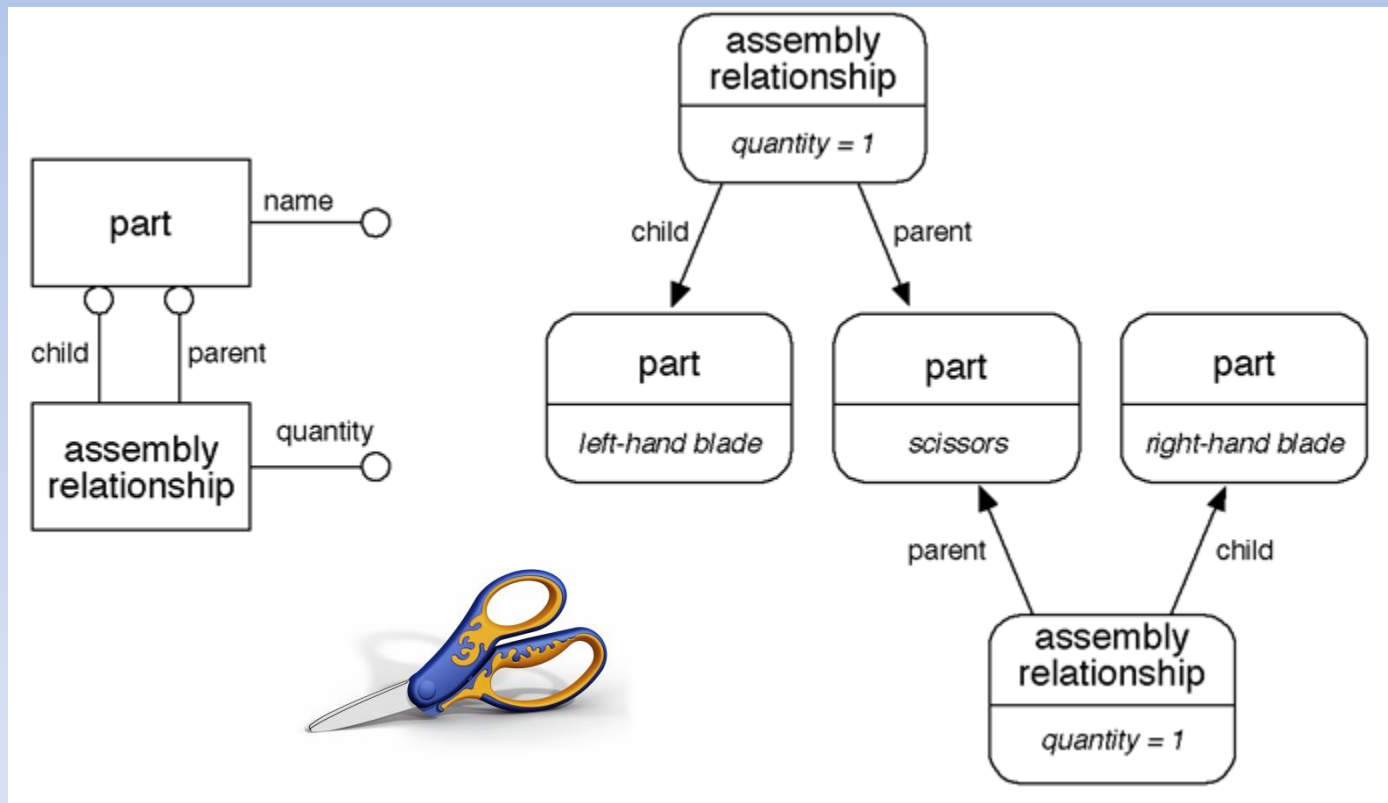 part
name
child
parent
assembly
relationship
quantity
assembly
relationship
quantity = 1
child
parent
part
left-hand blade
part
scissors
part
right-hand blade
parent
child
assembly
relationship
quantity = 1